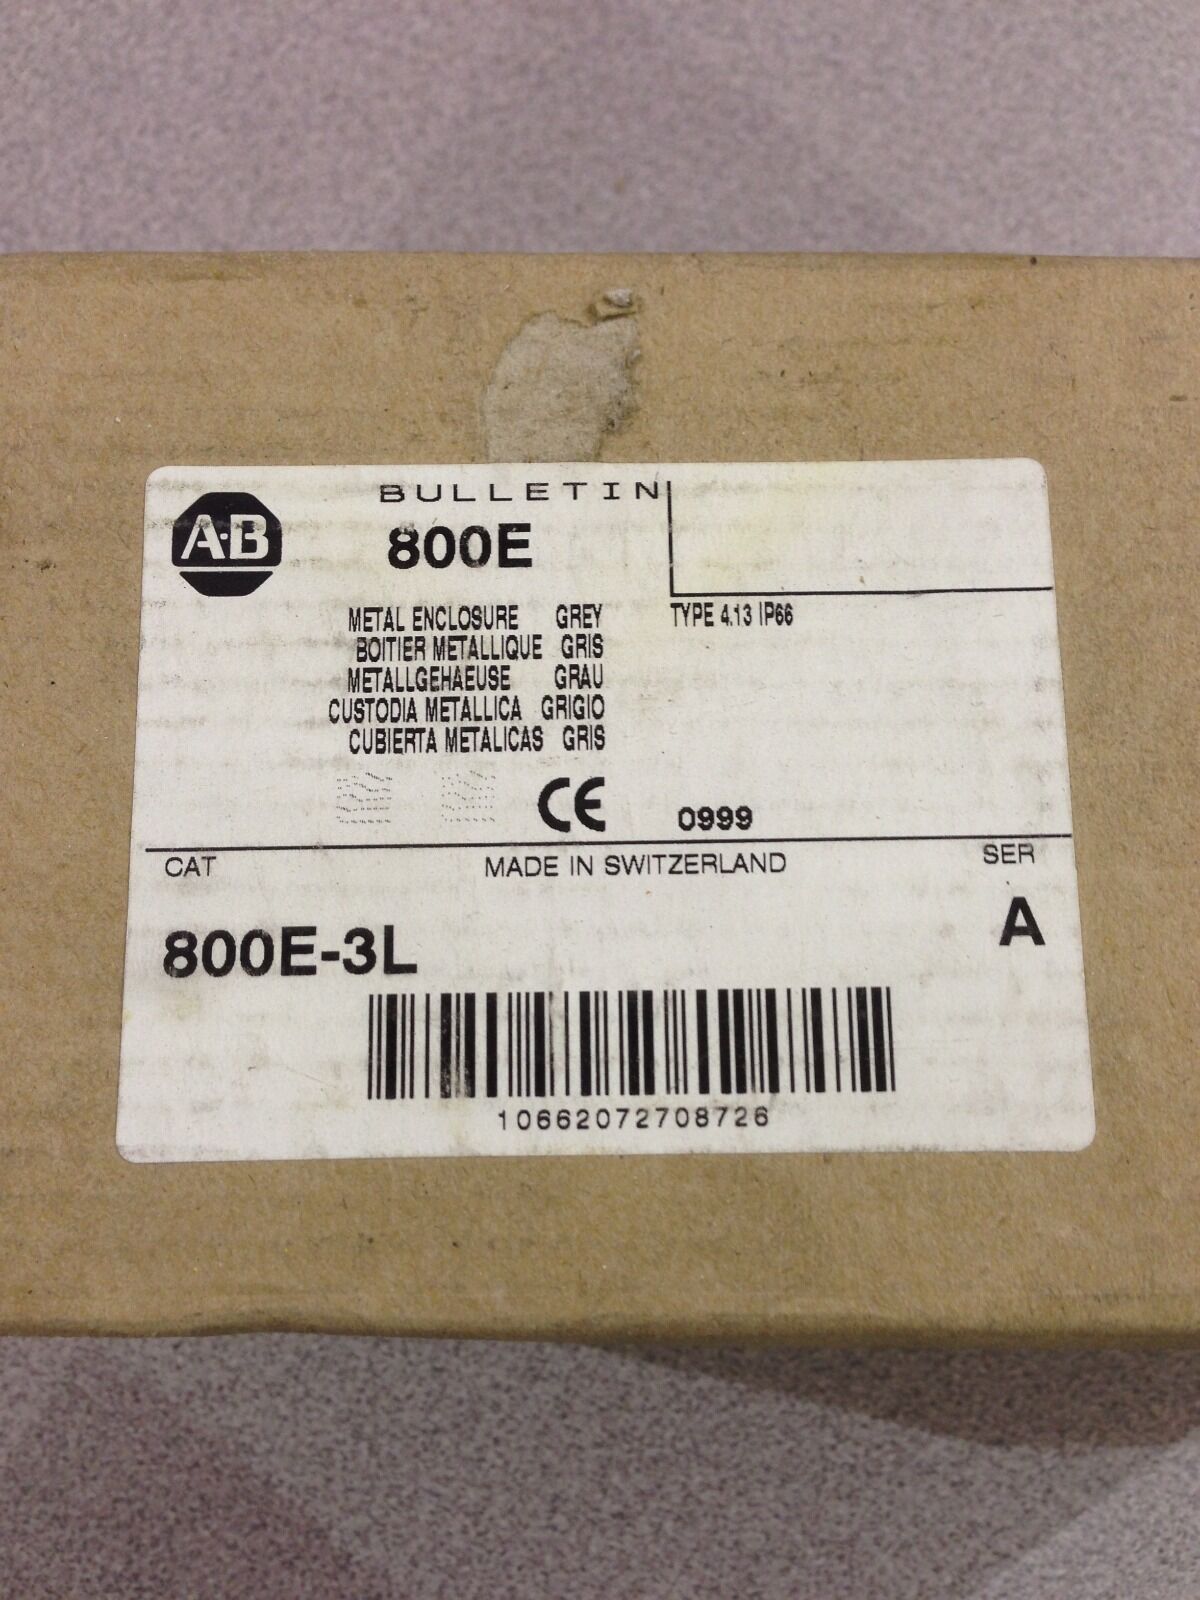 A·B
BULLETIN
800E
METAL ENCLOSURE GREY
BOITIER METALLIQUE GRIS
METALLGEHAEUSE GRAU
CUSTODIA METALLICA GRIGIO
CUBIERTA METALICAS GRIS
TYPE 4.13 IP66
CE
0999
CAT
MADE IN SWITZERLAND
SER
800E-3L
A
10662072708726